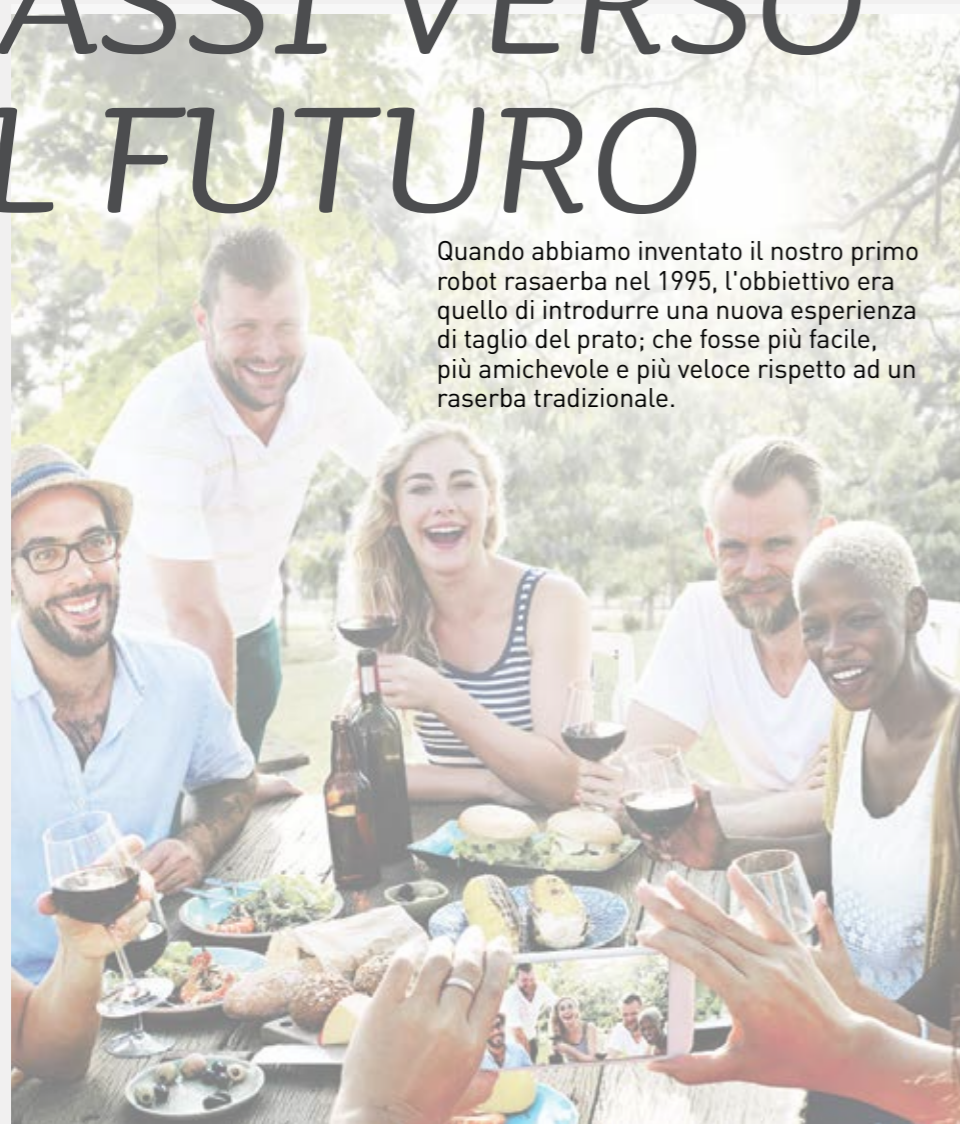 ASSI VERSO
L FUTURO
Quando abbiamo inventato il nostro primo
robot rasaerba nel 1995, l'obbiettivo era
quello di introdurre una nuova esperienza
di taglio del prato; che fosse più facile,
più amichevole e più veloce rispetto ad un
raserba tradizionale.